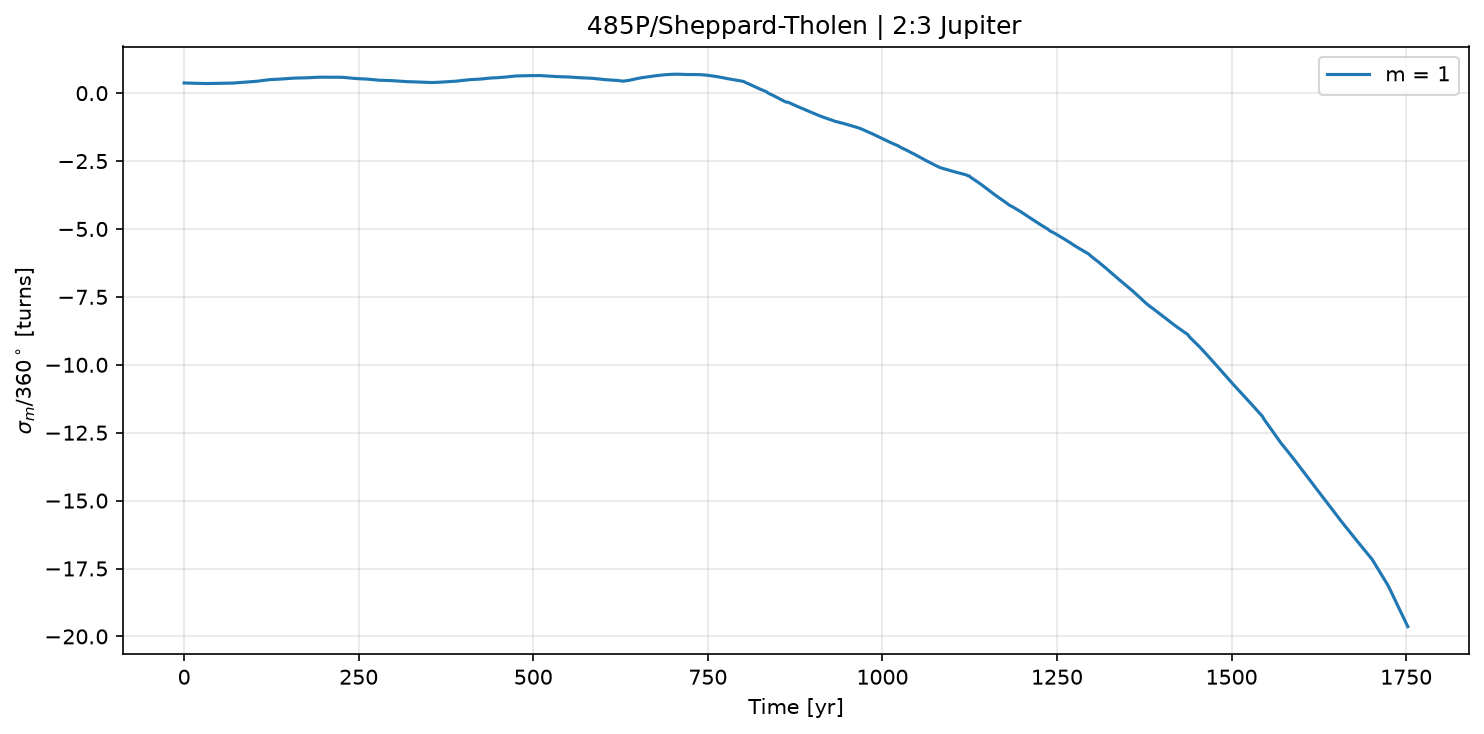 485P/Sheppard-Tholen | 2:3 Jupiter
m = 1
σₘ/360° [turns]
0.0
−2.5
−5.0
−7.5
−10.0
−12.5
−15.0
−17.5
−20.0
0 250 500 750 1000 1250 1500 1750
Time [yr]